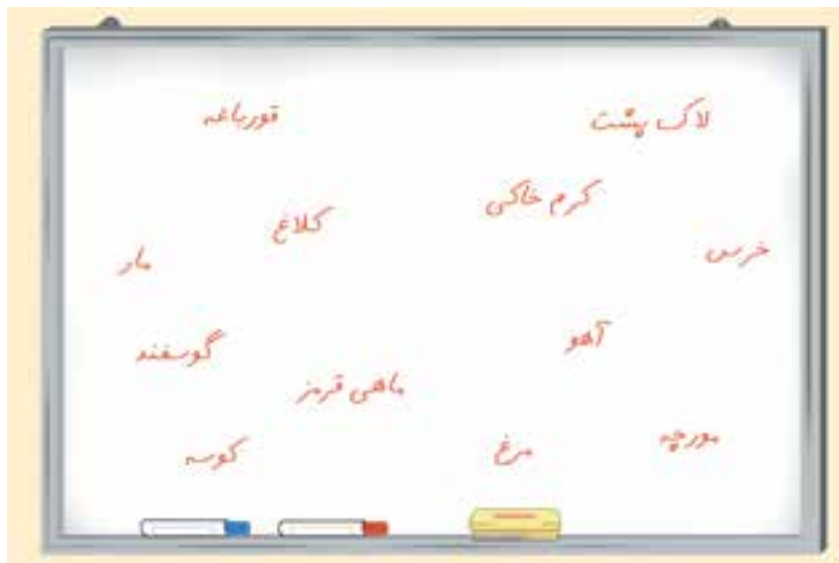 لاک پشت
قورباغه
کرم خاکی
کلاغ
خرس
مار
آهو
گوسفند
ماهی قرمز
مورچه
مرغ
کوسه